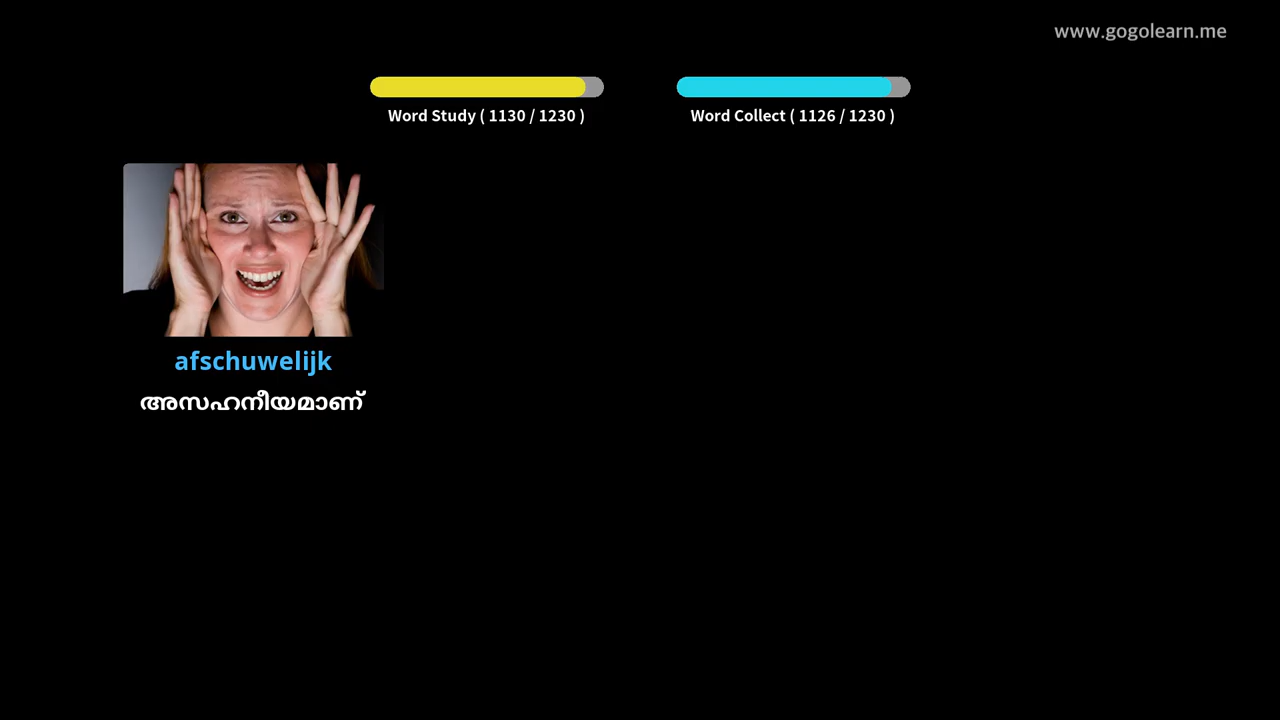 www.gogolearn.me
Word Study ( 1130 / 1230 )
Word Collect ( 1126 / 1230 )
afschuwelijk
അസഹനീയമാണ്